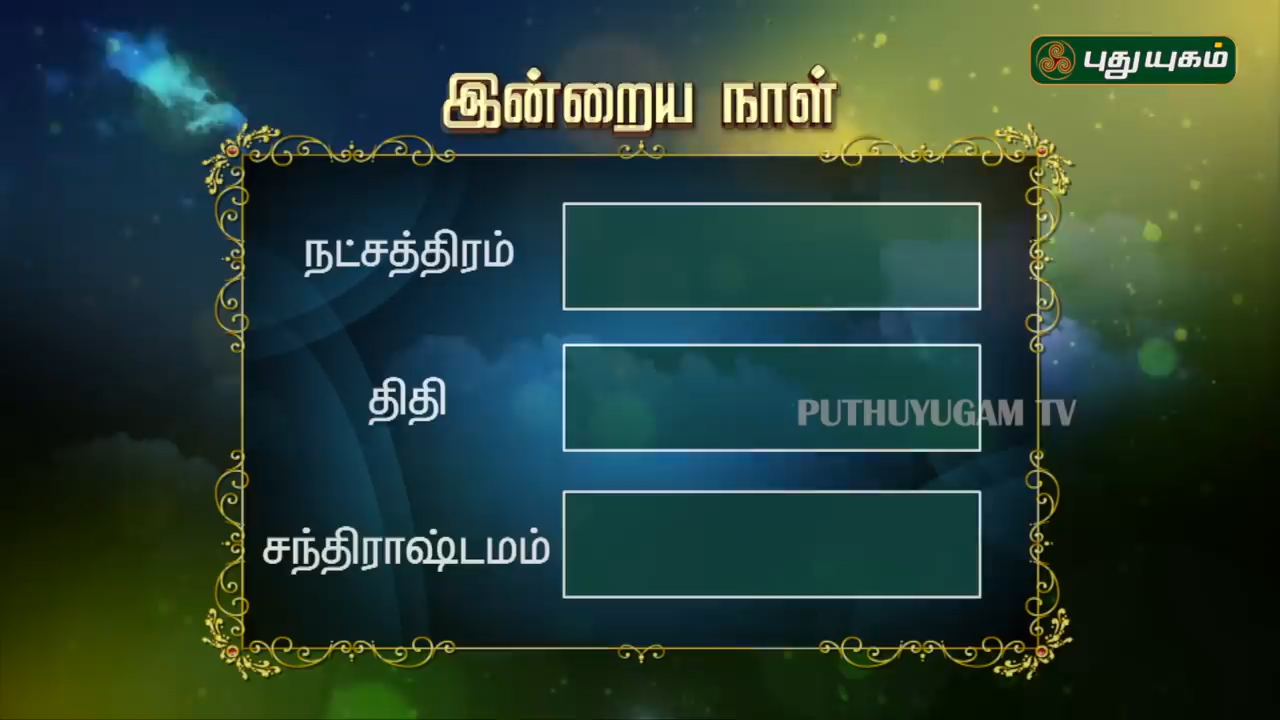 புதுயுகம்
இன்றைய நாள்
நட்சத்திரம்
திதி
PUTHUYUGAM TV
சந்திராஷ்டமம்